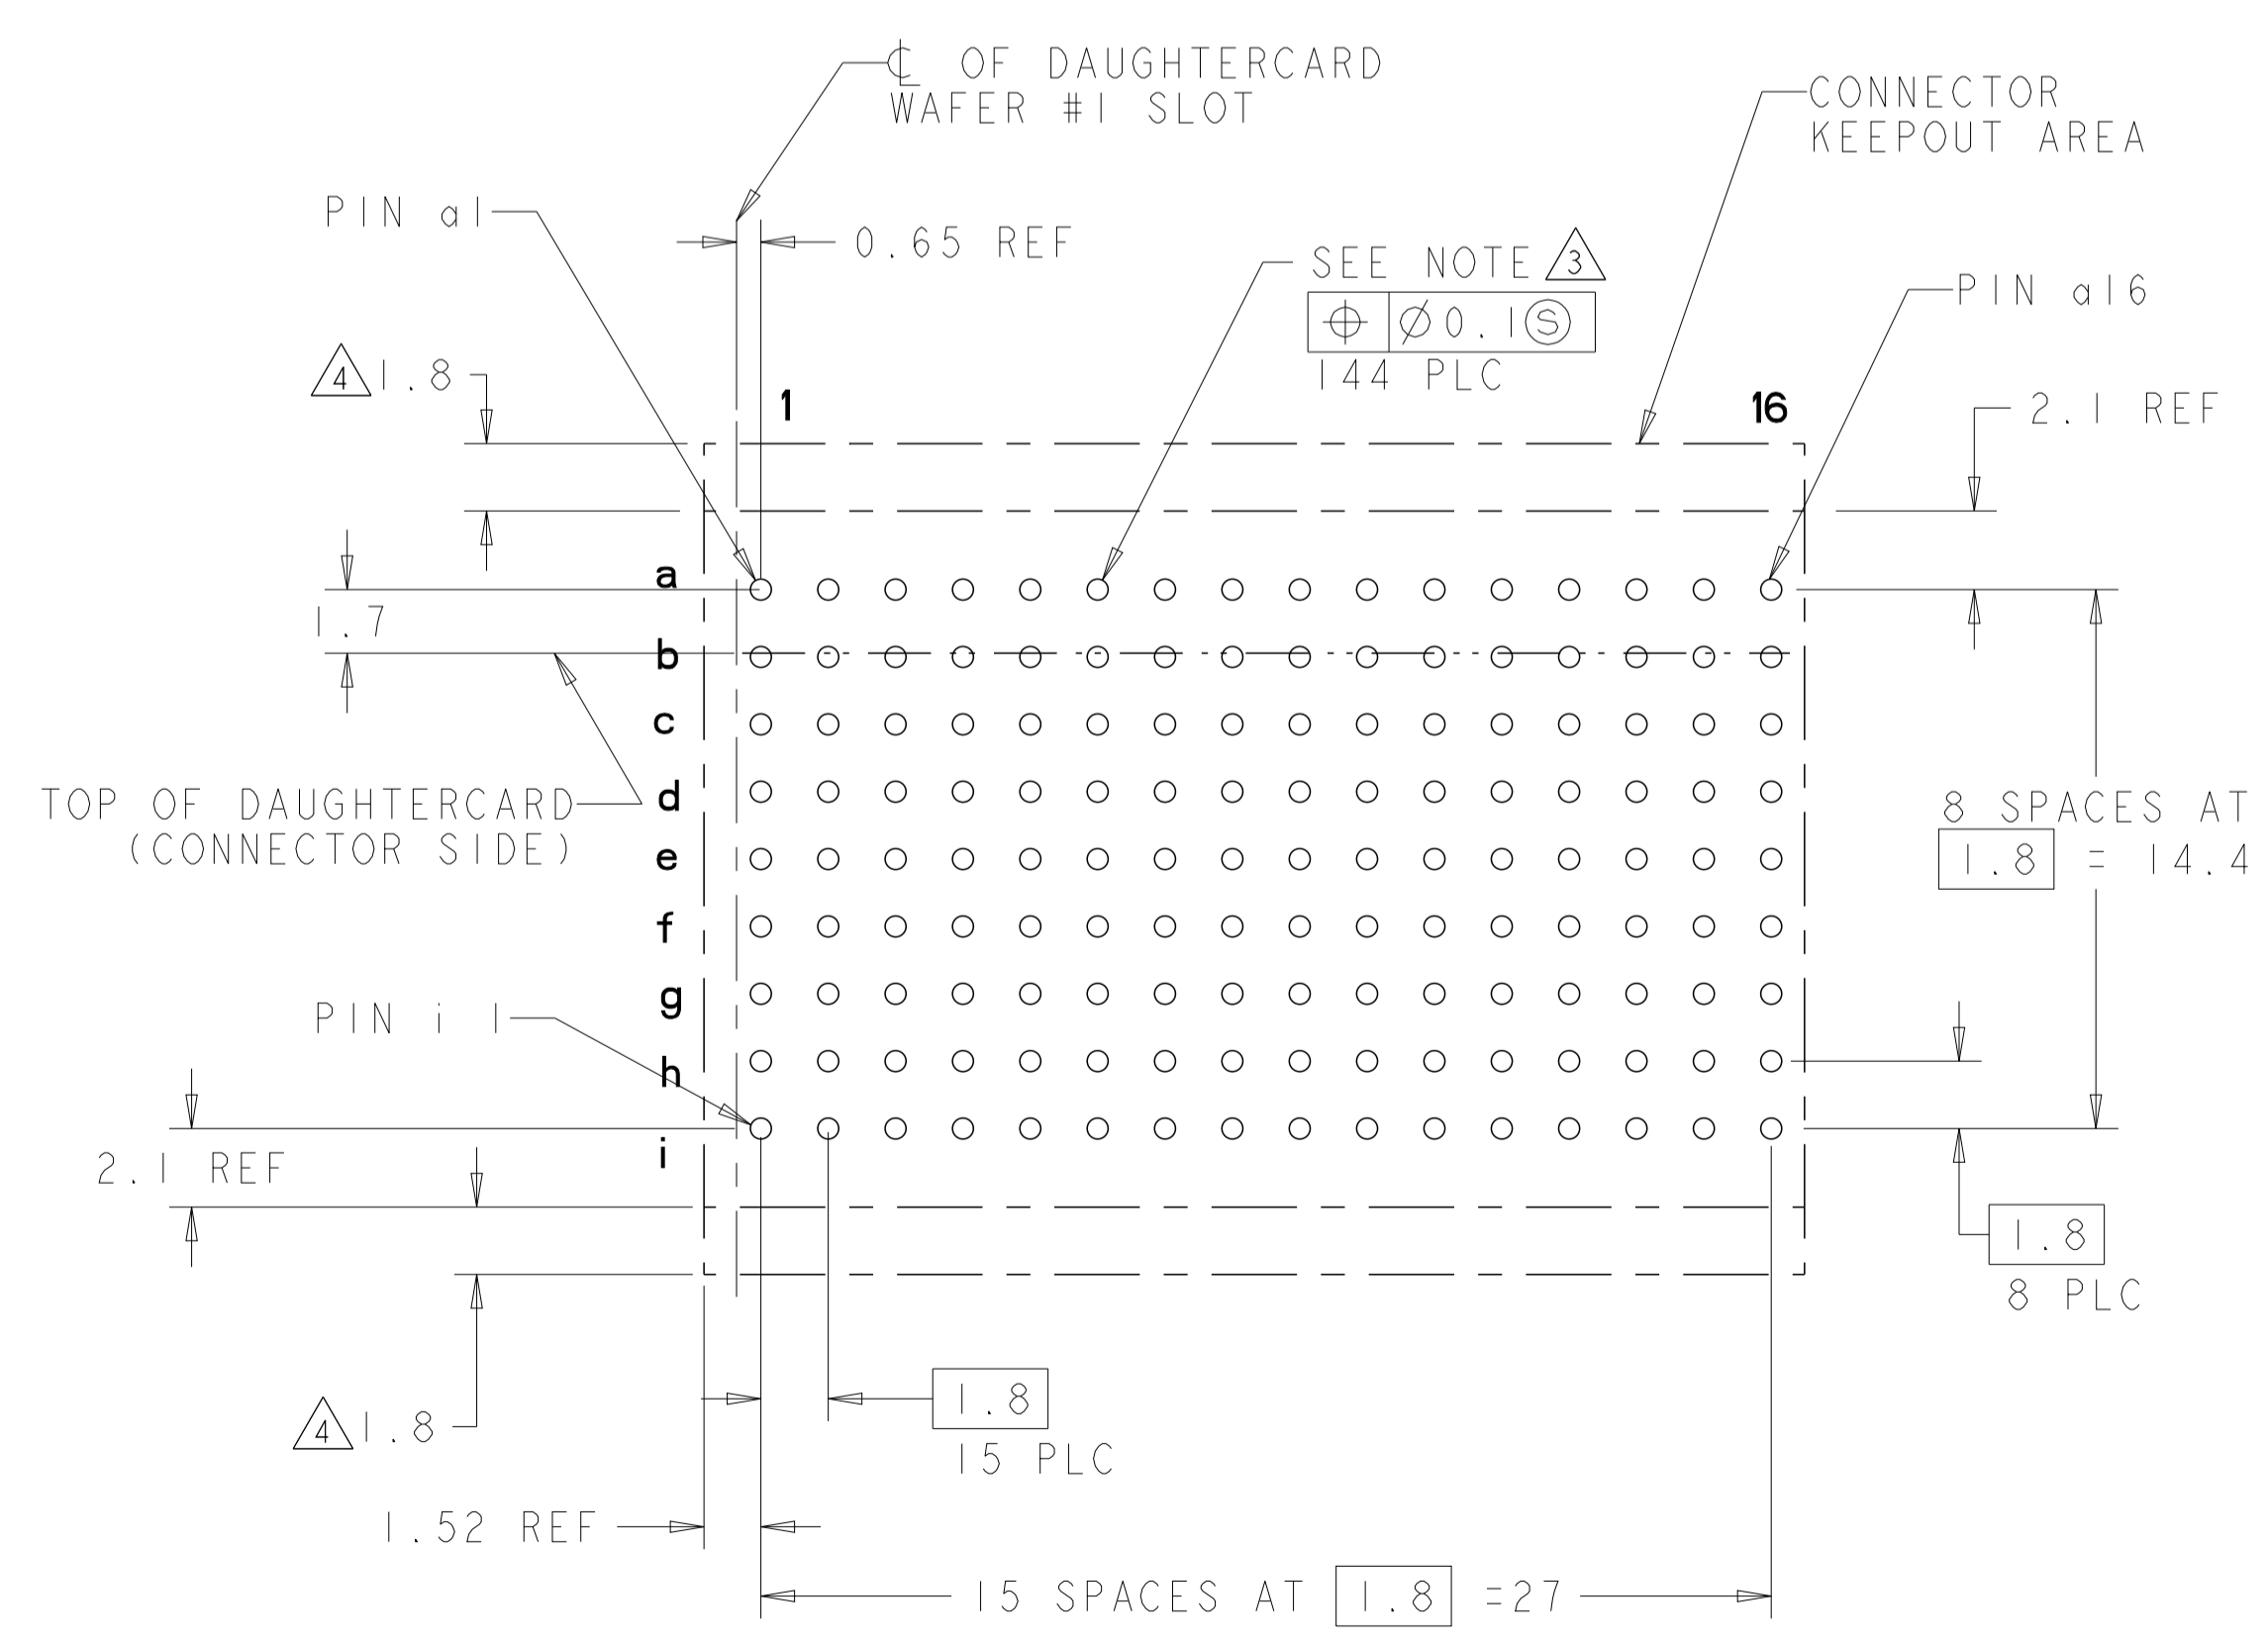 ℄ OF DAUGHTERCARD
WAFER #1 SLOT
CONNECTOR
KEEPOUT AREA
PIN a1
0.65 REF
SEE NOTE 3
⌖ ⌀0.1 Ⓢ
144 PLC
PIN a16
4 1.8
1
16
2.1 REF
a
1.7
b
c
TOP OF DAUGHTERCARD
(CONNECTOR SIDE)
d
8 SPACES AT
1.8 = 14.4
e
f
g
PIN i 1
h
i
2.1 REF
1.8
8 PLC
4 1.8
1.8
15 PLC
1.52 REF
15 SPACES AT 1.8 =27